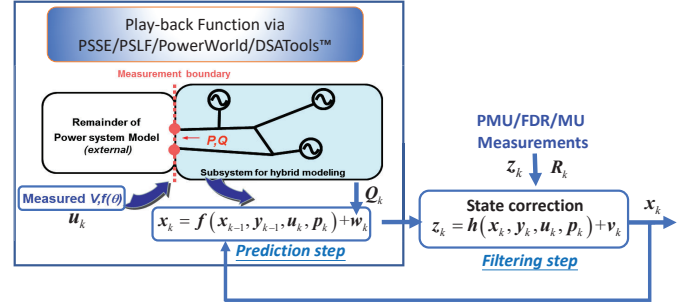 Play-back Function via
PSSE/PSLF/PowerWorld/DSATools™
Measurement boundary
Remainder of
Power system Model
(external)
P,Q
Subsystem for hybrid modeling
Measured V,f(θ)
u_k
Q_k
x_k = f(x_{k-1}, y_{k-1}, u_k, p_k)+w_k
Prediction step
PMU/FDR/MU
Measurements
z_k R_k
State correction
z_k = h(x_k, y_k, u_k, p_k)+v_k
Filtering step
x_k